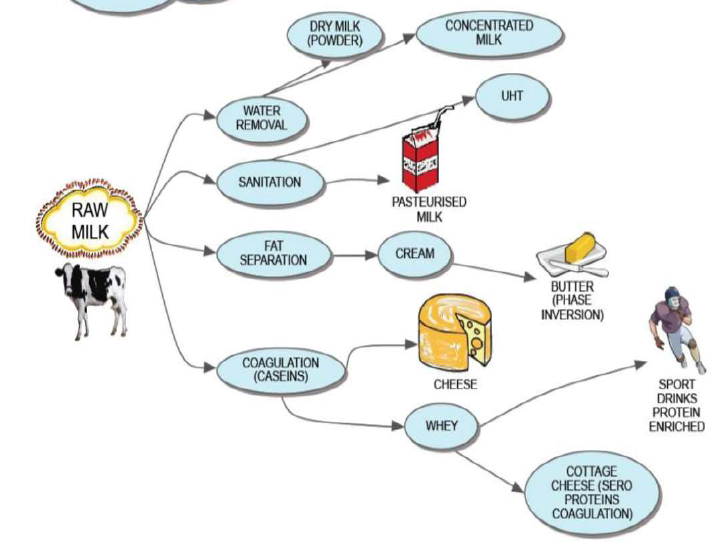 DRY MILK
(POWDER)
CONCENTRATED
MILK
WATER
REMOVAL
UHT
SANITATION
PASTEURISED
MILK
RAW
MILK
FAT
SEPARATION
CREAM
BUTTER
(PHASE
INVERSION)
COAGULATION
(CASEINS)
CHEESE
SPORT
DRINKS
PROTEIN
ENRICHED
WHEY
COTTAGE
CHEESE (SERO
PROTEINS
COAGULATION)